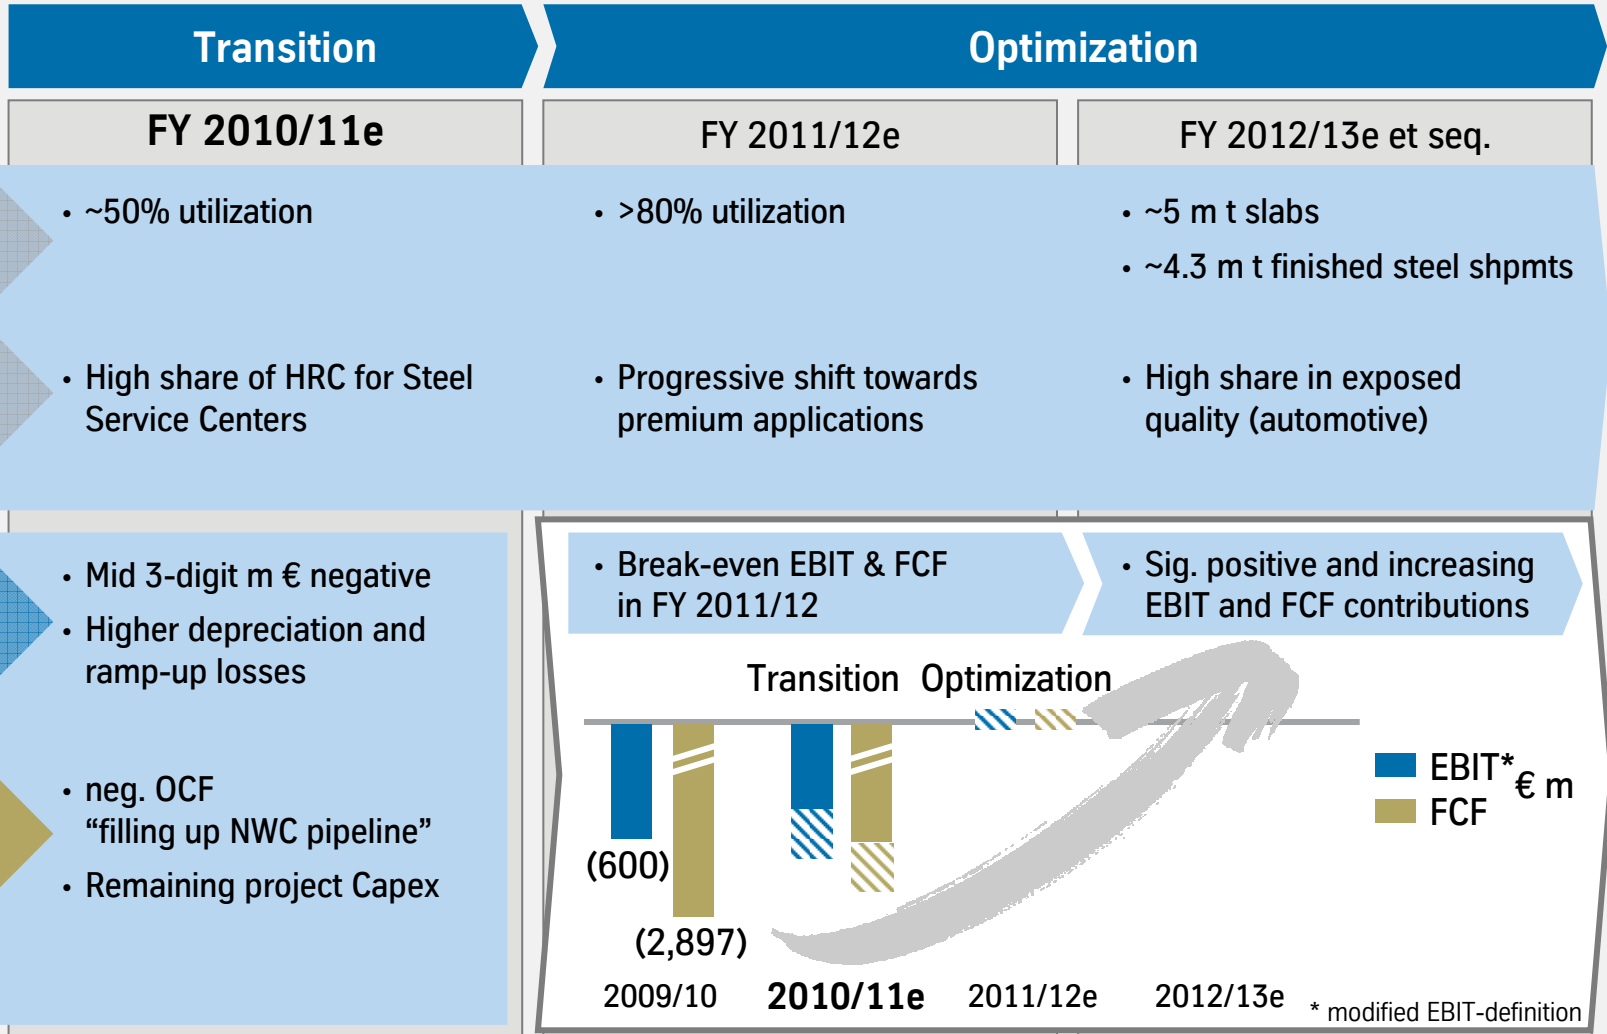 Transition
Optimization
FY 2010/11e
FY 2011/12e
FY 2012/13e et seq.
• ~50% utilization
• >80% utilization
• ~5 m t slabs
• ~4.3 m t finished steel shpmts
• High share of HRC for Steel
Service Centers
• Progressive shift towards
premium applications
• High share in exposed
quality (automotive)
• Mid 3-digit m € negative
• Higher depreciation and
ramp-up losses
• neg. OCF
“filling up NWC pipeline”
• Remaining project Capex
• Break-even EBIT & FCF
in FY 2011/12
• Sig. positive and increasing
EBIT and FCF contributions
Transition
Optimization
(600)
(2,897)
EBIT*
FCF
€ m
2009/10
2010/11e
2011/12e
2012/13e
* modified EBIT-definition